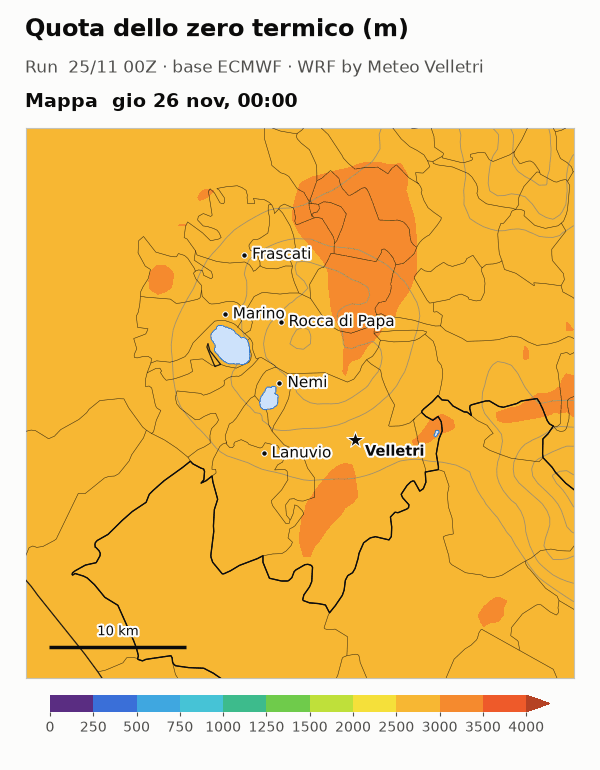 Quota dello zero termico (m)
Run  25/11 00Z · base ECMWF · WRF by Meteo Velletri
Mappa  gio 26 nov, 00:00
Frascati
Marino
Rocca di Papa
Nemi
Velletri
Lanuvio
10 km
0 250 500 750 1000 1250 1500 2000 2500 3000 3500 4000